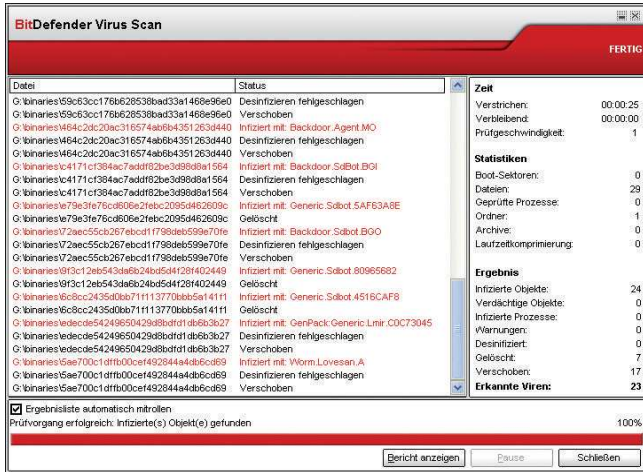 BitDefender Virus Scan
FERTIG
Datei Status
G:\binaries\59c63cc176b628538bad33a1468e96e0 Desinfizieren fehlgeschlagen
G:\binaries\59c63cc176b628538bad33a1468e96e0 Verschoben
G:\binaries\464c2dc20ac316574ab6b4351263d440 Infiziert mit: Backdoor.Agent.MO
G:\binaries\464c2dc20ac316574ab6b4351263d440 Desinfizieren fehlgeschlagen
G:\binaries\464c2dc20ac316574ab6b4351263d440 Verschoben
G:\binaries\c4171cf384ac7addf82be3d98d8a1564 Infiziert mit: Backdoor.SdBot.BGI
G:\binaries\c4171cf384ac7addf82be3d98d8a1564 Desinfizieren fehlgeschlagen
G:\binaries\c4171cf384ac7addf82be3d98d8a1564 Verschoben
G:\binaries\e79e3fe76cd606e2febc2095d462609c Infiziert mit: Generic.Sdbot.5AF63A8E
G:\binaries\e79e3fe76cd606e2febc2095d462609c Gelöscht
G:\binaries\72aec55cb267ebcd1f798deb599e70fe Infiziert mit: Backdoor.Sdbot.BGO
G:\binaries\72aec55cb267ebcd1f798deb599e70fe Desinfizieren fehlgeschlagen
G:\binaries\72aec55cb267ebcd1f798deb599e70fe Verschoben
G:\binaries\9f3c12eb543da6b24bd5d4f28f402449 Infiziert mit: Generic.Sdbot.80965682
G:\binaries\9f3c12eb543da6b24bd5d4f28f402449 Gelöscht
G:\binaries\6c8cc2435d0bb71f113770bbb5a141f1 Infiziert mit: Generic.Sdbot.4516CAF8
G:\binaries\6c8cc2435d0bb71f113770bbb5a141f1 Gelöscht
G:\binaries\edecde54249650429d8bdfd1db6b3b27 Infiziert mit: GenPack:Generic.Lmir.C0C73045
G:\binaries\edecde54249650429d8bdfd1db6b3b27 Desinfizieren fehlgeschlagen
G:\binaries\edecde54249650429d8bdfd1db6b3b27 Verschoben
G:\binaries\5ae700c1dffb00cef492844a4db6cd69 Infiziert mit: Worm.Lovesan.A
G:\binaries\5ae700c1dffb00cef492844a4db6cd69 Desinfizieren fehlgeschlagen
G:\binaries\5ae700c1dffb00cef492844a4db6cd69 Verschoben
Zeit
Verstrichen: 00:00:25
Verbleibend: 00:00:00
Prüfgeschwindigkeit: 1
Statistiken
Boot-Sektoren: 0
Dateien: 29
Geprüfte Prozesse: 0
Ordner: 1
Archive: 0
Laufzeitkomprimierung: 0
Ergebnis
Infizierte Objekte: 24
Verdächtige Objekte: 0
Infizierte Prozesse: 0
Warnungen: 0
Desinfiziert: 0
Gelöscht: 7
Verschoben: 17
Erkannte Viren: 23
Ergebnisliste automatisch mitrollen
Prüfvorgang erfolgreich: Infizierte(s) Objekt(e) gefunden 100%
Bericht anzeigen Pause Schließen